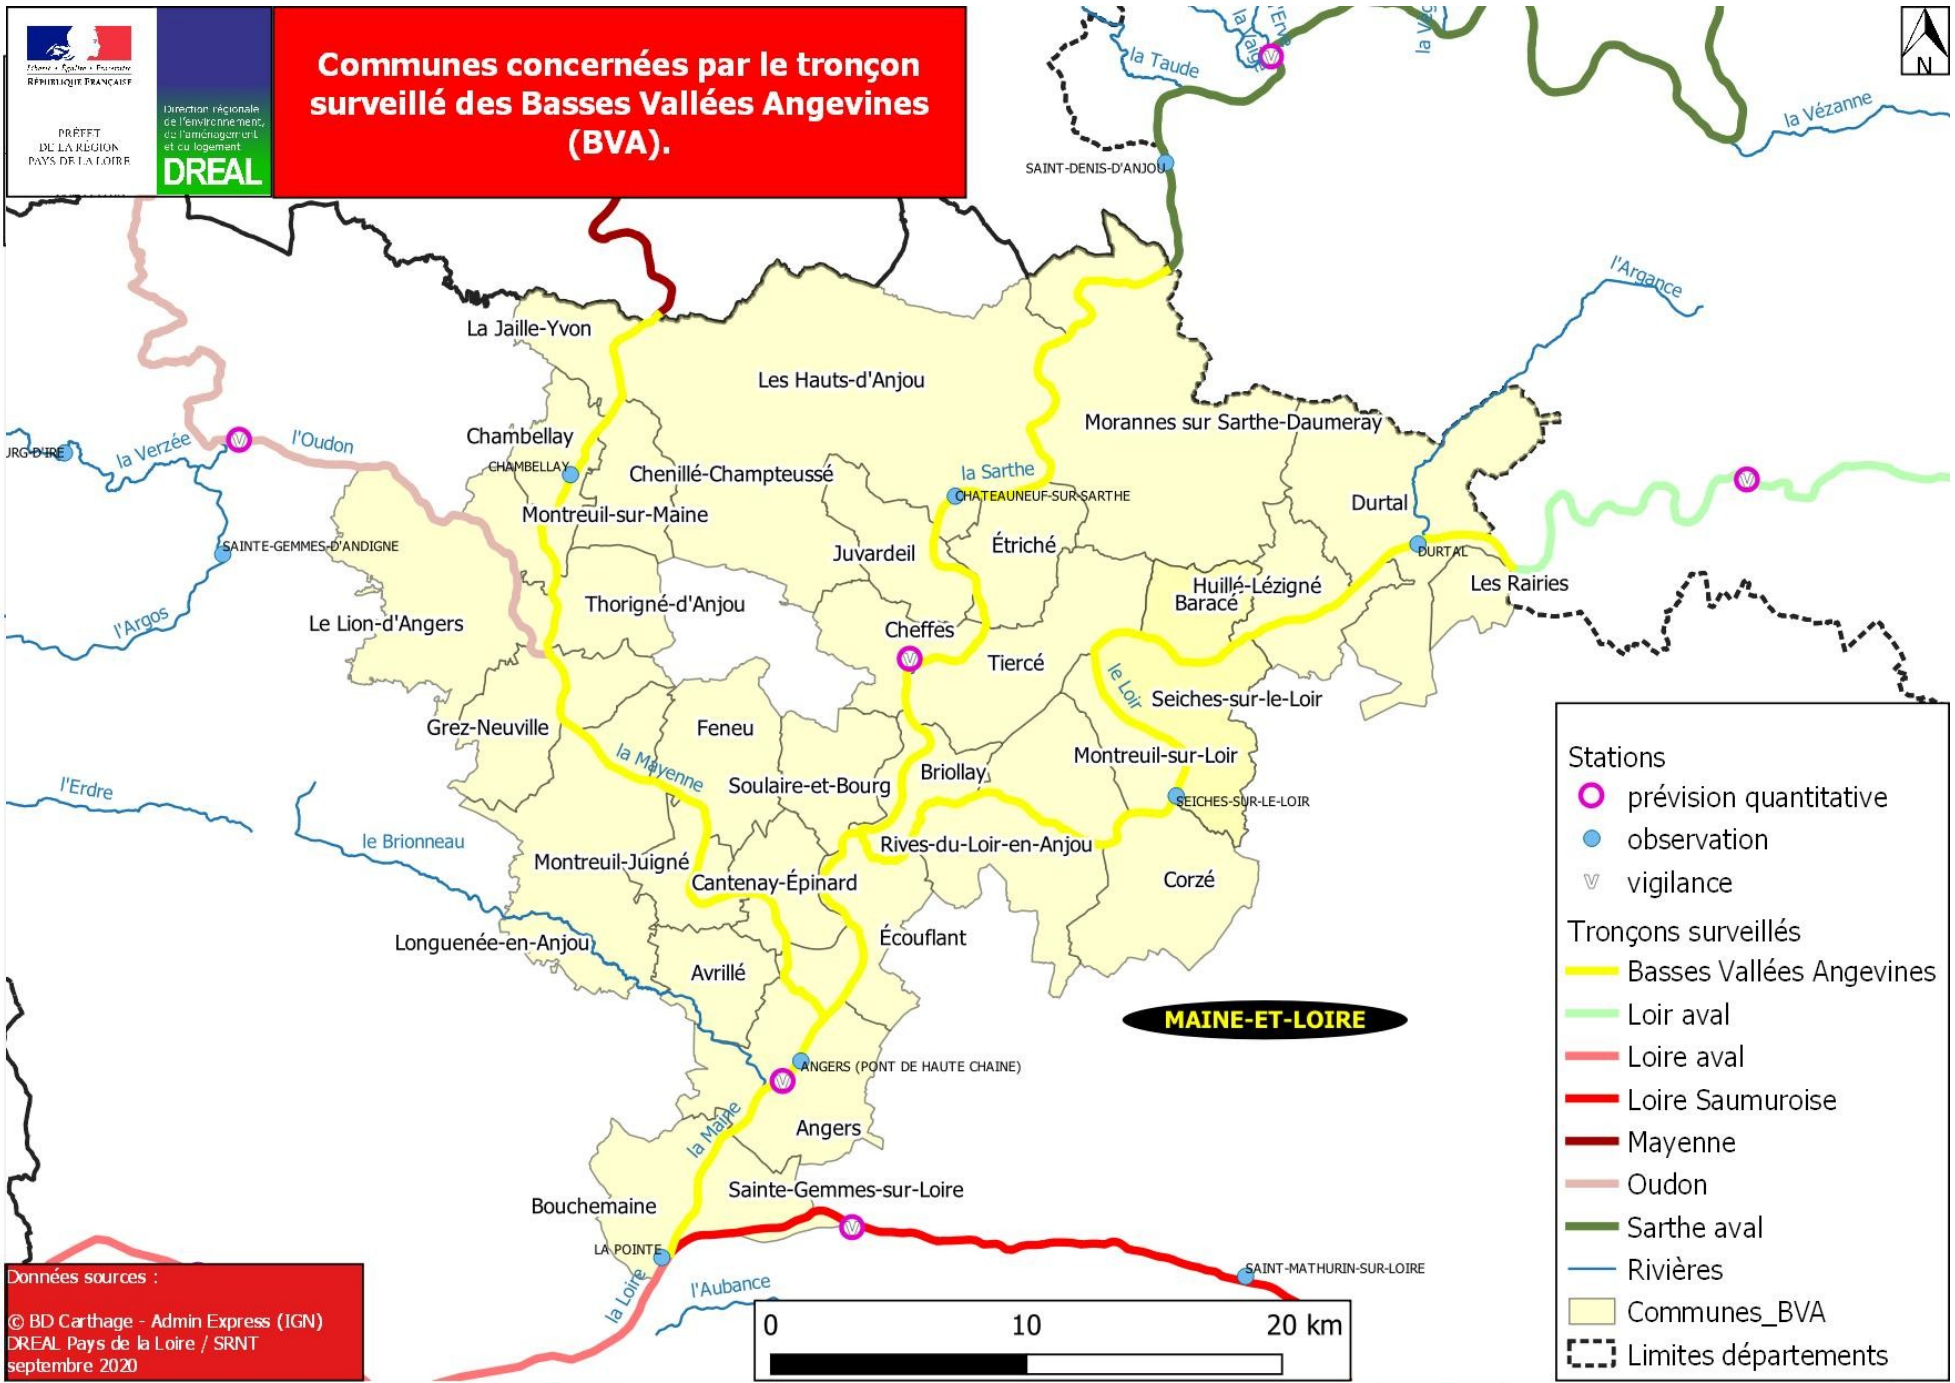 RÉPUBLIQUE FRANÇAISE
PRÉFET
DE LA RÉGION
PAYS DE LA LOIRE
Direction régionale
de l'environnement,
de l'aménagement
et du logement
DREAL
Communes concernées par le tronçon
surveillé des Basses Vallées Angevines
(BVA).
N
la Taude
l'Erve
la Vézanne
SAINT-DENIS-D'ANJOU
l'Argance
La Jaille-Yvon
Les Hauts-d'Anjou
Morannes sur Sarthe-Daumeray
Chambellay
CHAMBELLAY
la Verzée
l'Oudon
Chenillé-Champteussé
la Sarthe
CHATEAUNEUF-SUR-SARTHE
Durtal
DURTAL
Montreuil-sur-Maine
SAINTE-GEMMES-D'ANDIGNE
Juvardeil
Étriché
Huillé-Lézigné
Baracé
Les Rairies
l'Argos
Le Lion-d'Angers
Thorigné-d'Anjou
Cheffes
Tiercé
le Loir
Seiches-sur-le-Loir
Grez-Neuville
Feneu
la Mayenne
Montreuil-sur-Loir
Soulaire-et-Bourg
Briollay
SEICHES-SUR-LE-LOIR
l'Erdre
le Brionneau
Rives-du-Loir-en-Anjou
Montreuil-Juigné
Cantenay-Épinard
Corzé
Longuenée-en-Anjou
Écouflant
Avrillé
MAINE-ET-LOIRE
ANGERS (PONT DE HAUTE CHAINE)
la Maine
Angers
Sainte-Gemmes-sur-Loire
Bouchemaine
LA POINTE
la Loire
l'Aubance
SAINT-MATHURIN-SUR-LOIRE
Stations
prévision quantitative
observation
V vigilance
Tronçons surveillés
Basses Vallées Angevines
Loir aval
Loire aval
Loire Saumuroise
Mayenne
Oudon
Sarthe aval
Rivières
Communes_BVA
Limites départements
0 10 20 km
Données sources :
© BD Carthage - Admin Express (IGN)
DREAL Pays de la Loire / SRNT
septembre 2020